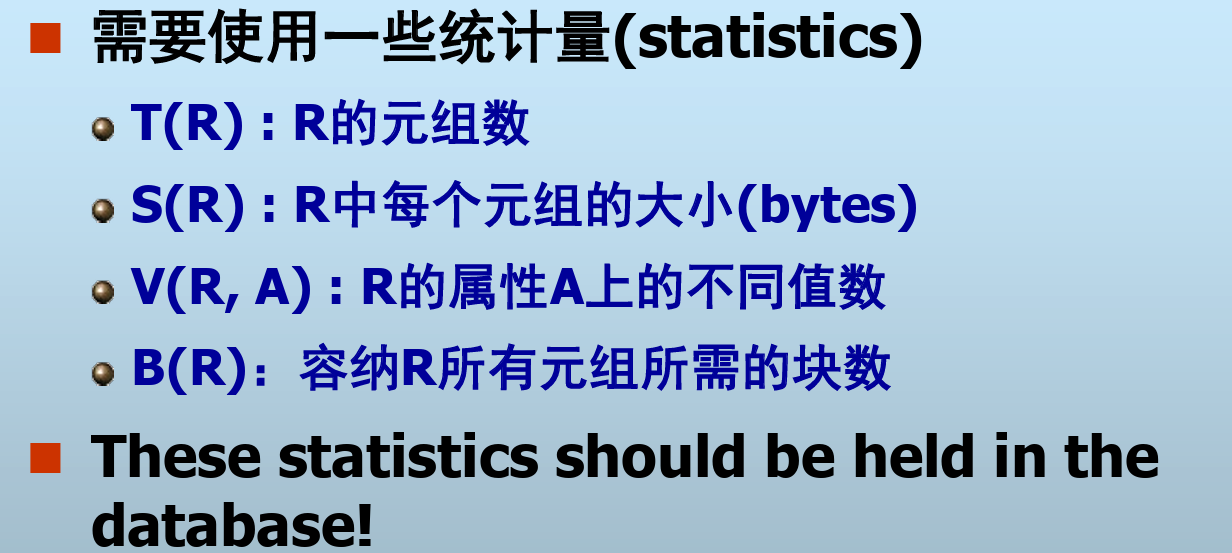 需要使用一些统计量(statistics)
T(R) : R的元组数
S(R) : R中每个元组的大小(bytes)
V(R, A) : R的属性A上的不同值数
B(R)：容纳R所有元组所需的块数
These statistics should be held in the
database!